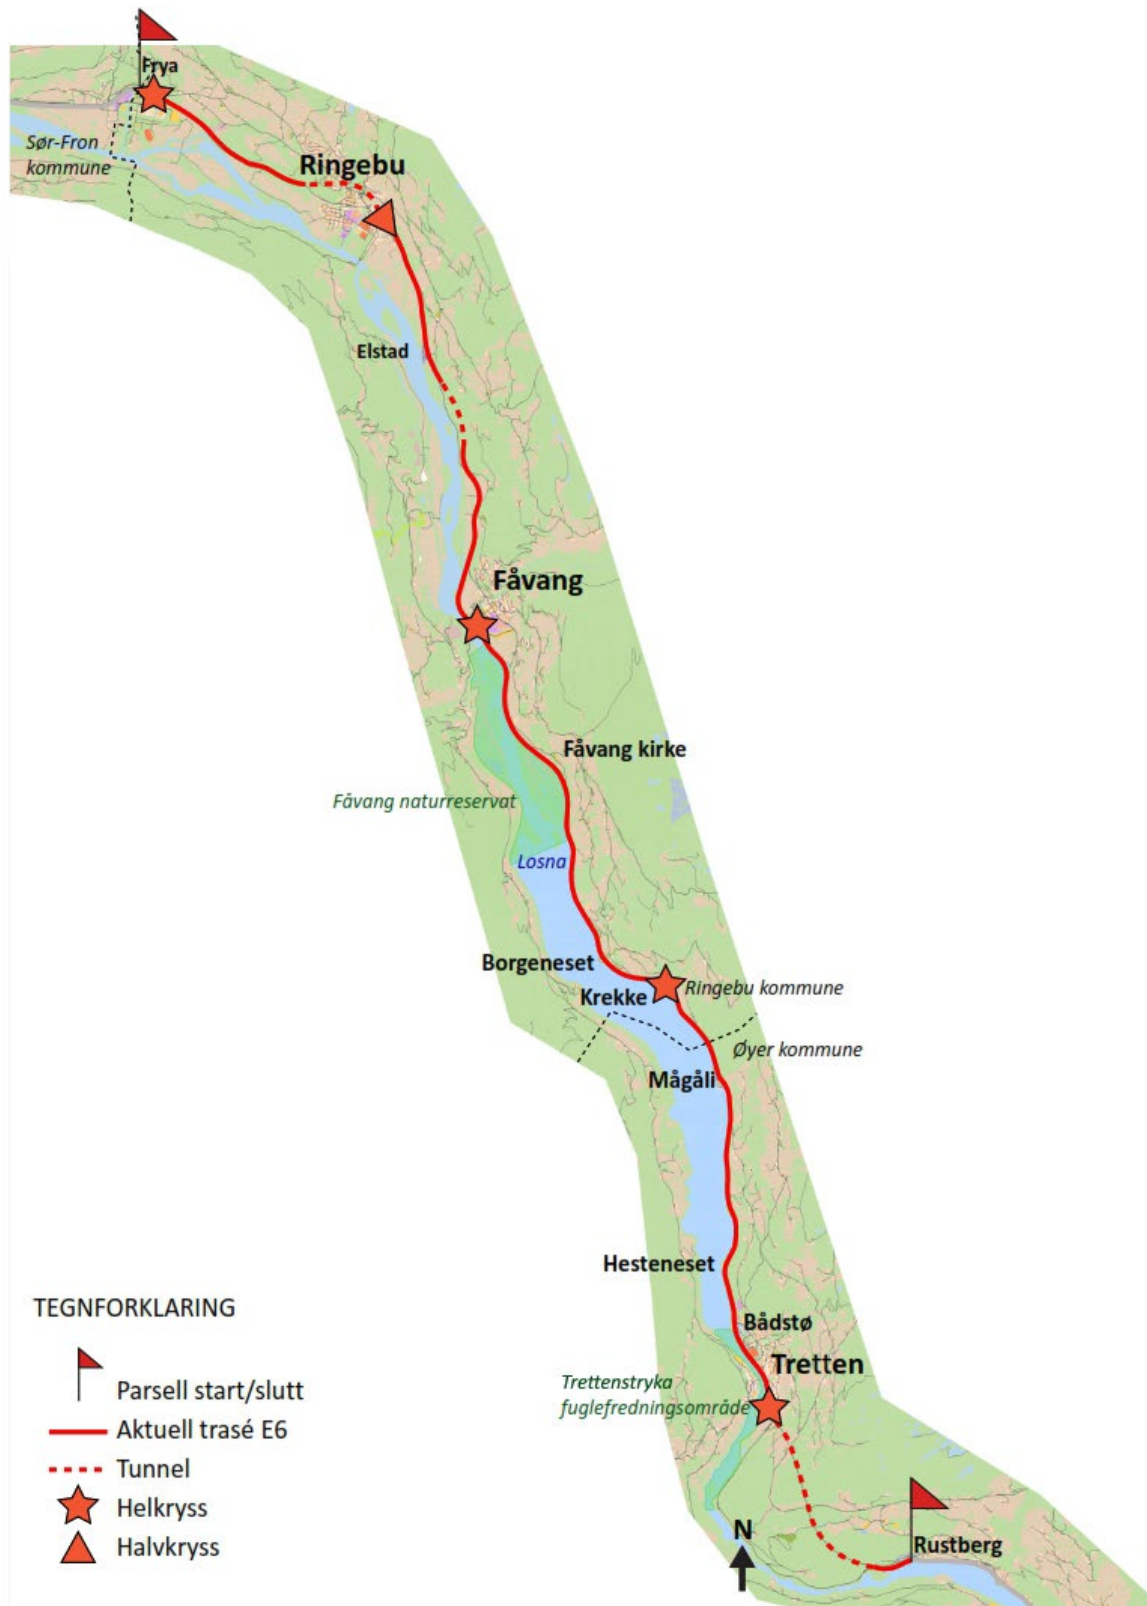 Frya
Sør-Fron
kommune
Ringebu
Elstad
Fåvang
Fåvang kirke
Fåvang naturreservat
Losna
Borgeneset
Krekke
Ringebu kommune
Øyer kommune
Mågåli
Hesteneset
Bådstø
Tretten
Trettenstryka
fuglefredningsområde
N
Rustberg
TEGNFORKLARING
Parsell start/slutt
Aktuell trasé E6
Tunnel
Helkryss
Halvkryss